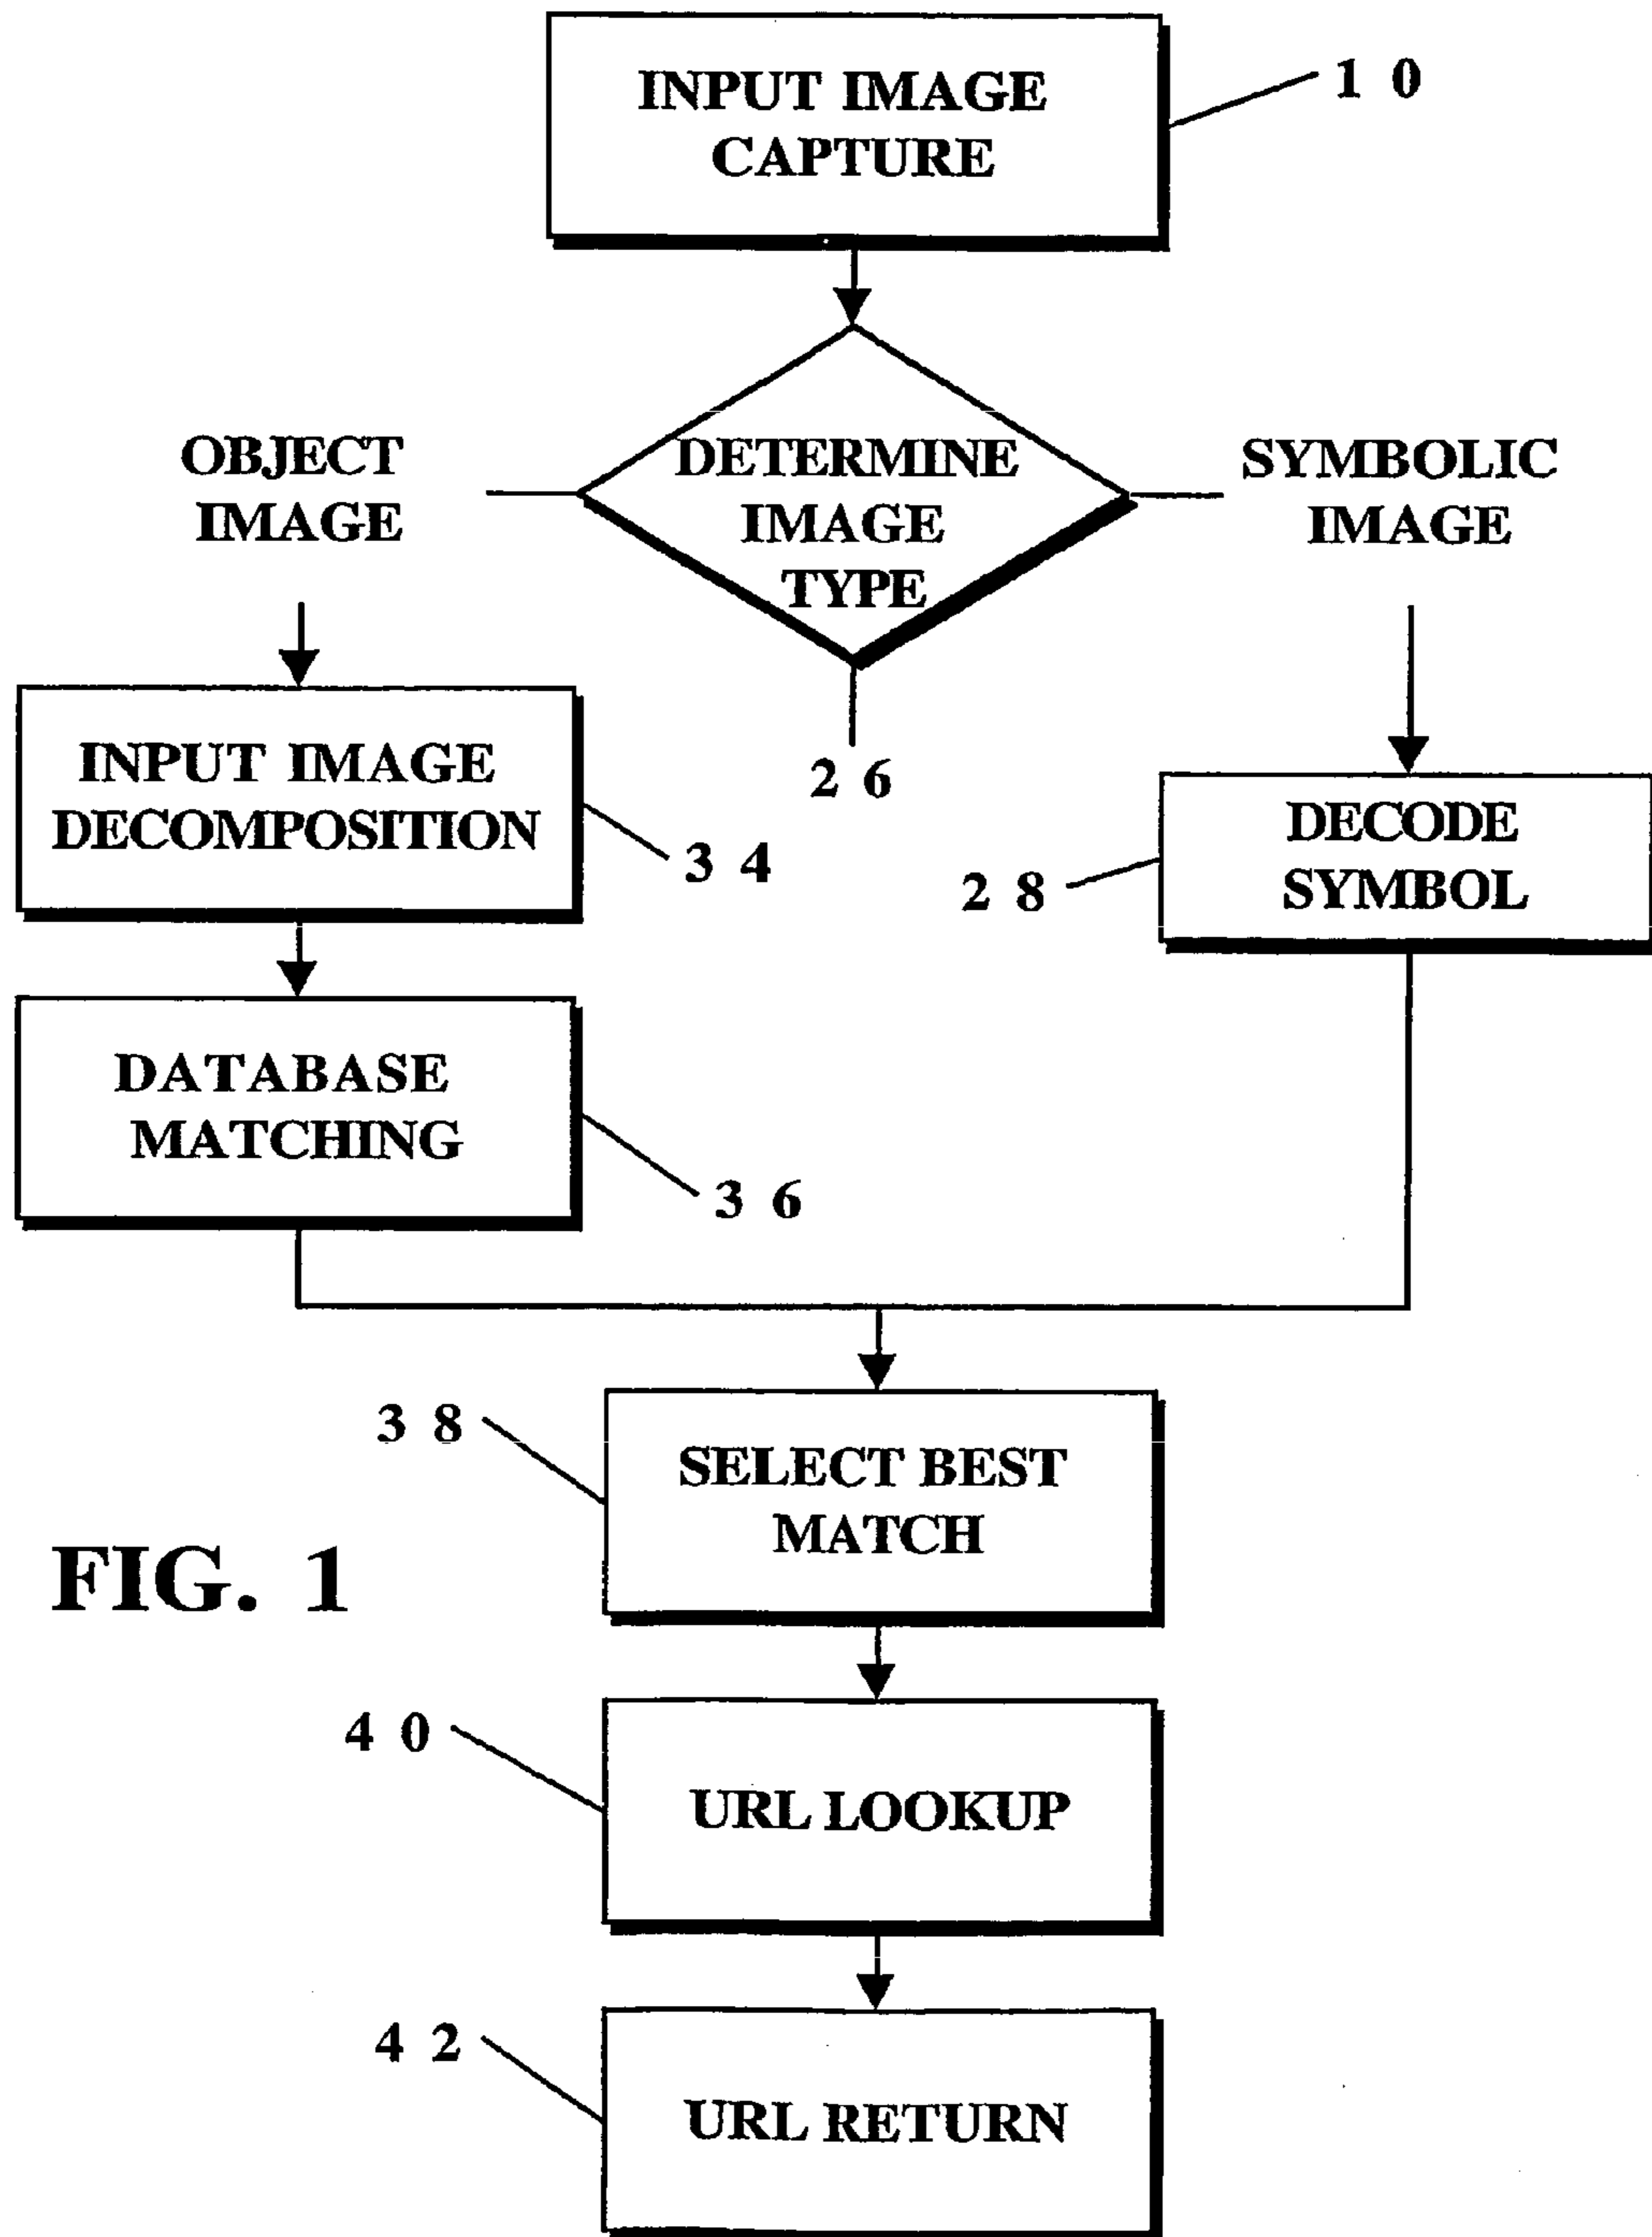 INPUT IMAGE
CAPTURE
1 0
OBJECT
IMAGE
DETERMINE
IMAGE
TYPE
SYMBOLIC
IMAGE
2 6
INPUT IMAGE
DECOMPOSITION
3 4
DECODE
SYMBOL
2 8
DATABASE
MATCHING
3 6
3 8
SELECT BEST
MATCH
FIG. 1
4 0
URL LOOKUP
4 2
URL RETURN